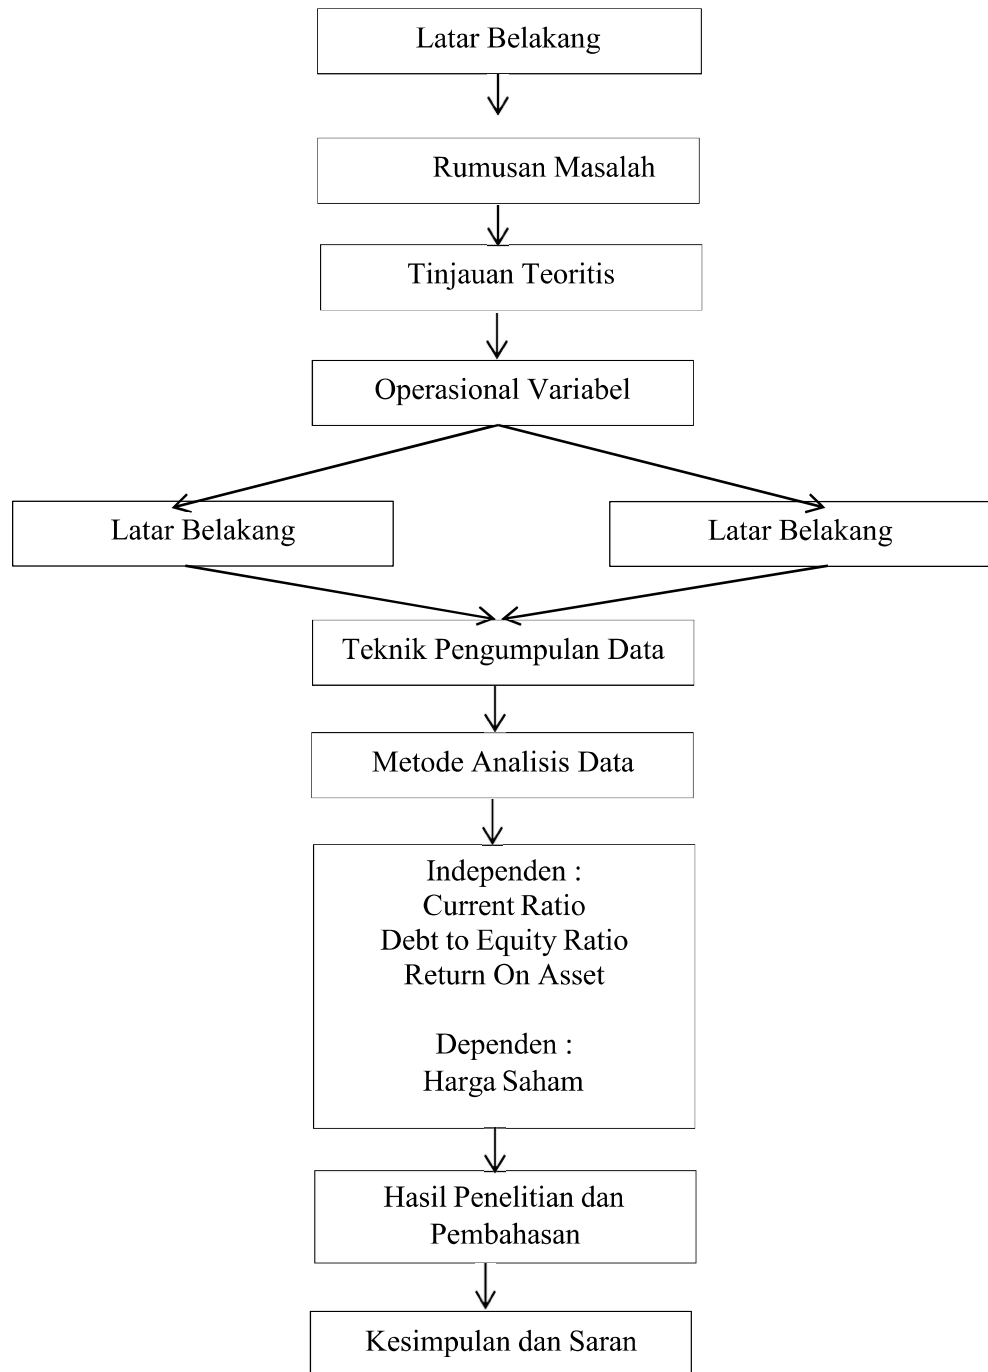 Latar Belakang
Rumusan Masalah
Tinjauan Teoritis
Operasional Variabel
Latar Belakang
Latar Belakang
Teknik Pengumpulan Data
Metode Analisis Data
Independen :
Current Ratio
Debt to Equity Ratio
Return On Asset
Dependen :
Harga Saham
Hasil Penelitian dan
Pembahasan
Kesimpulan dan Saran